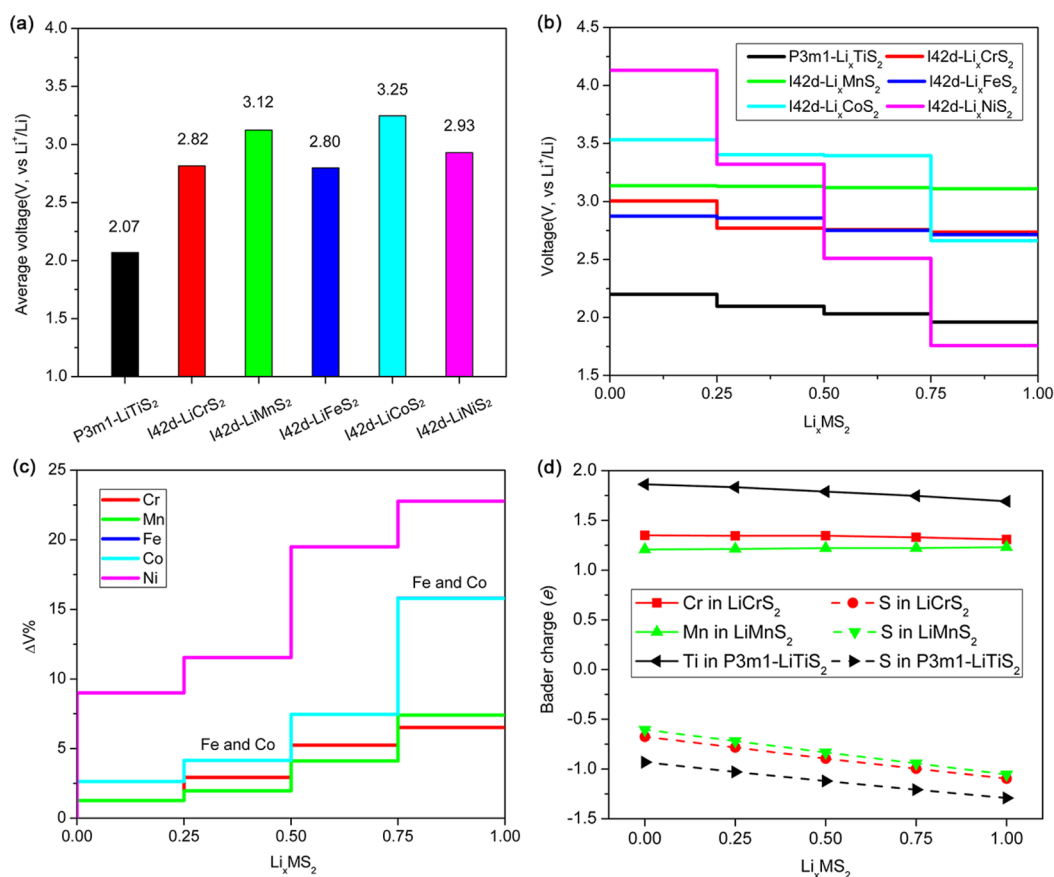 (a)
4.0
3.5
3.0
2.5
2.0
1.5
1.0
Average voltage(V, vs Li⁺/Li)
2.07
2.82
3.12
2.80
3.25
2.93
P3m1-LiTiS₂
I42d-LiCrS₂
I42d-LiMnS₂
I42d-LiFeS₂
I42d-LiCoS₂
I42d-LiNiS₂
(b)
4.5
4.0
3.5
3.0
2.5
2.0
1.5
Voltage(V, vs Li⁺/Li)
P3m1-LiₓTiS₂ I42d-LiₓCrS₂
I42d-LiₓMnS₂ I42d-LiₓFeS₂
I42d-LiₓCoS₂ I42d-LiₓNiS₂
0.00 0.25 0.50 0.75 1.00
LiₓMS₂
(c)
25
20
15
10
5
0
ΔV%
Cr
Mn
Fe
Co
Ni
Fe and Co
Fe and Co
0.00 0.25 0.50 0.75 1.00
LiₓMS₂
(d)
2.0
1.5
1.0
0.5
0.0
-0.5
-1.0
-1.5
Bader charge (e)
Cr in LiCrS₂ S in LiCrS₂
Mn in LiMnS₂ S in LiMnS₂
Ti in P3m1-LiTiS₂ S in P3m1-LiTiS₂
0.00 0.25 0.50 0.75 1.00
LiₓMS₂